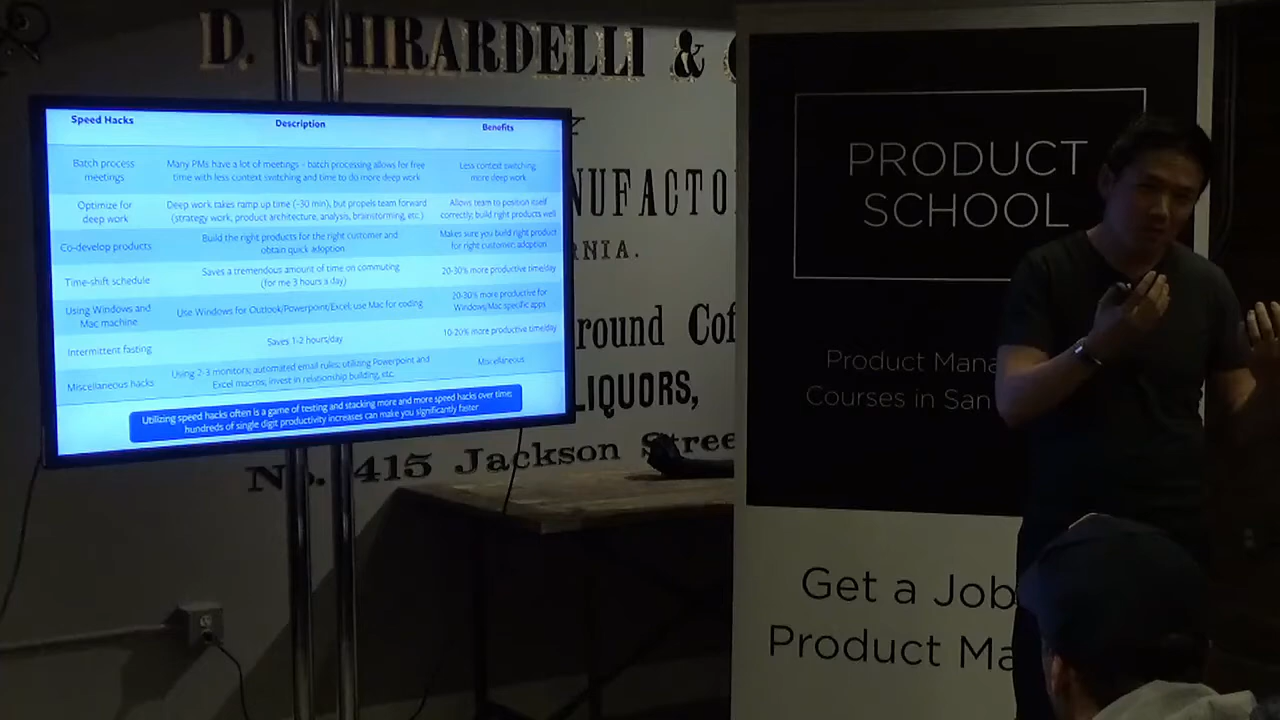 D. GHIRARDELLI & C
Speed Hacks
Description
Benefits
Batch process
meetings
Many PMs have a lot of meetings - batch processing allows for free
time with less context switching and time to do more deep work
Less context switching
more deep work
Optimize for
deep work
Deep work takes ramp up time (~30 min), but propels team forward
(strategy work, product architecture, analysis, brainstorming, etc.)
Allows team to position itself
correctly; build right products well
Co-develop products
Build the right products for the right customer and
obtain quick adoption
Makes sure you build right product
for right customer; adoption
Time-shift schedule
Saves a tremendous amount of time on commuting
(for me 3 hours a day)
20-30% more productive time/day
Using Windows and
Mac machine
Use Windows for Outlook/Powerpoint/Excel, use Mac for coding
20-30% more productive for
Windows/Mac specific apps
Intermittent fasting
Saves 1-2 hours/day
10-20% more productive time/day
Miscellaneous hacks
Using 2-3 monitors; automated email rules; utilizing Powerpoint and
Excel macros; invest in relationship building, etc.
Miscellaneous
Utilizing speed hacks often is a game of testing and stacking more and more speed hacks over time;
hundreds of single digit productivity increases can make you significantly faster
Y
NUFACTO
RNIA.
round Cof
LIQUORS,
No. 415 Jackson Stree
PRODUCT
SCHOOL
Product Mana
Courses in San
Get a Job
Product Ma